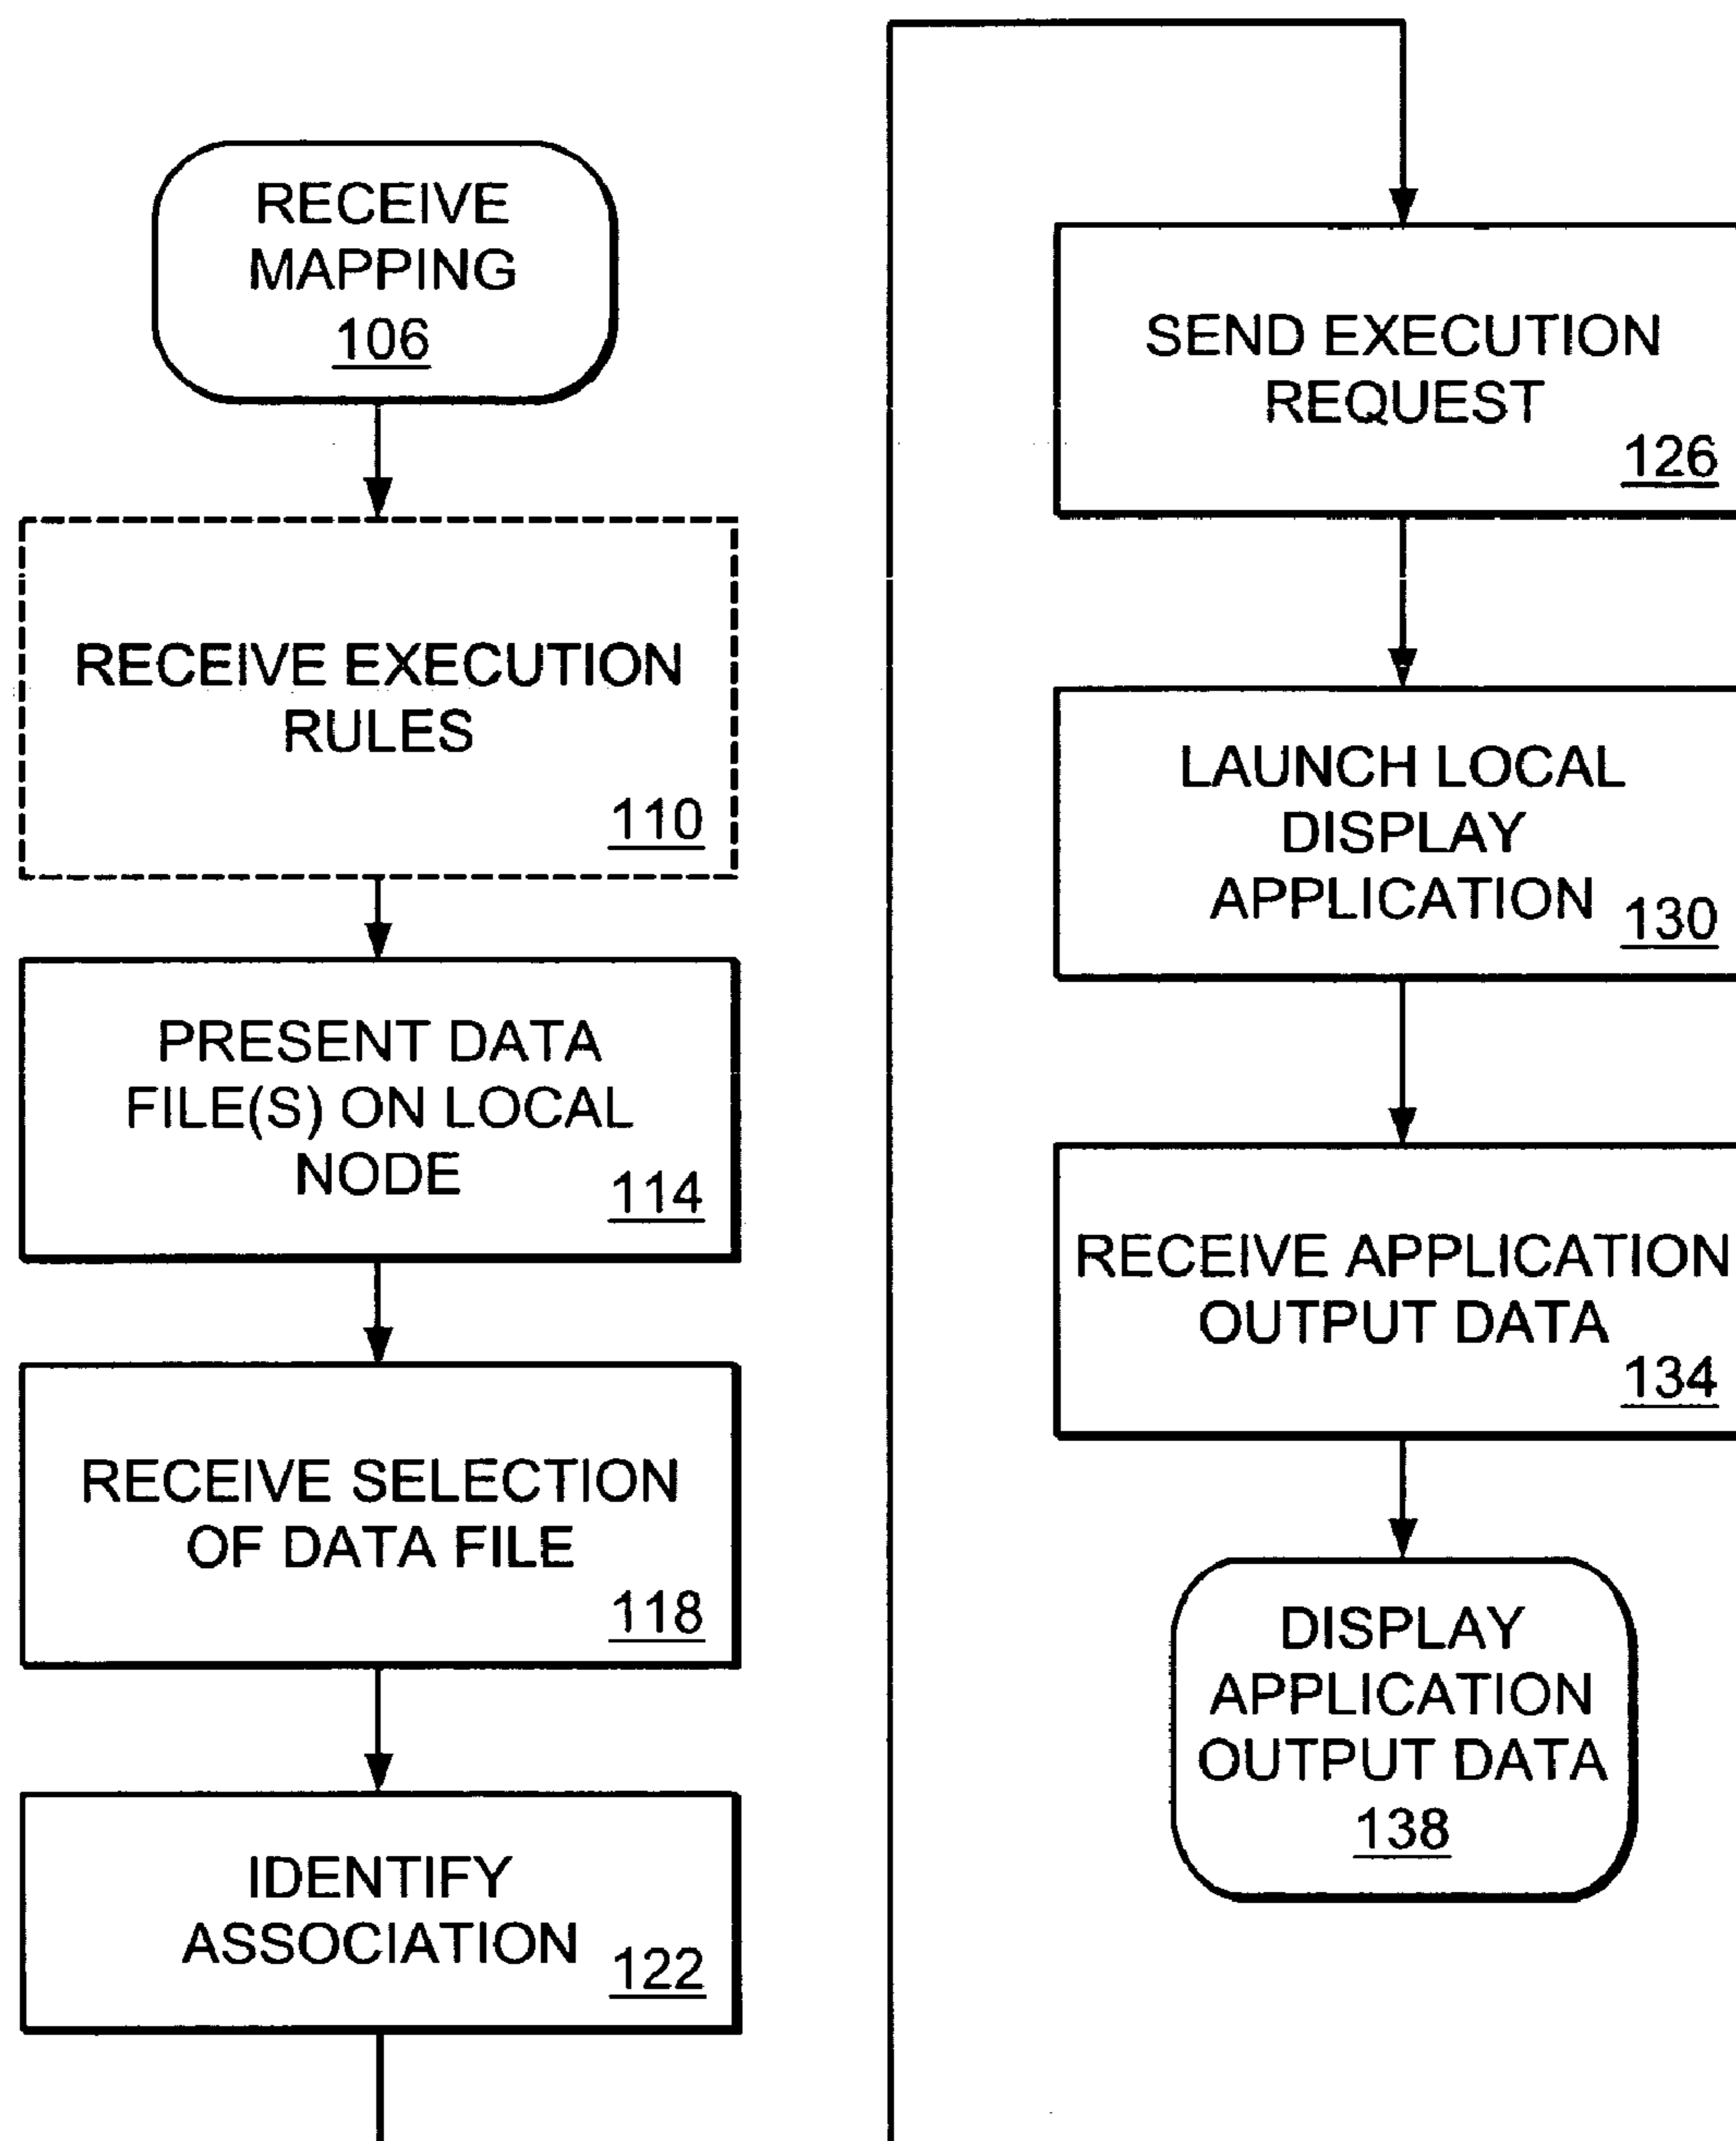 RECEIVE
MAPPING
106
RECEIVE EXECUTION
RULES
110
PRESENT DATA
FILE(S) ON LOCAL
NODE
114
RECEIVE SELECTION
OF DATA FILE
118
IDENTIFY
ASSOCIATION
122
SEND EXECUTION
REQUEST
126
LAUNCH LOCAL
DISPLAY
APPLICATION
130
RECEIVE APPLICATION
OUTPUT DATA
134
DISPLAY
APPLICATION
OUTPUT DATA
138